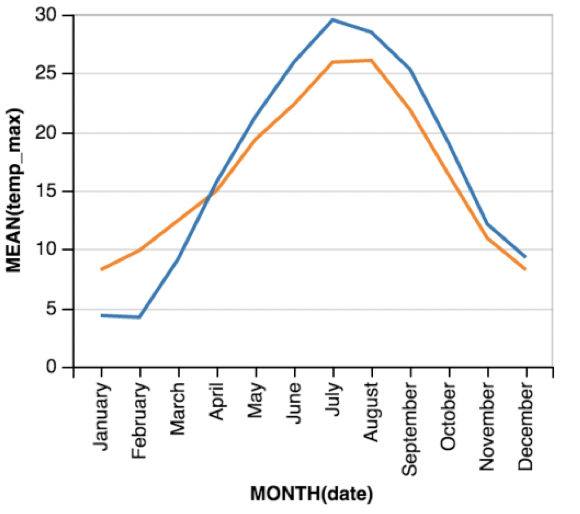 MEAN(temp_max)
30
25
20
15
10
5
0
January
February
March
April
May
June
July
August
September
October
November
December
MONTH(date)